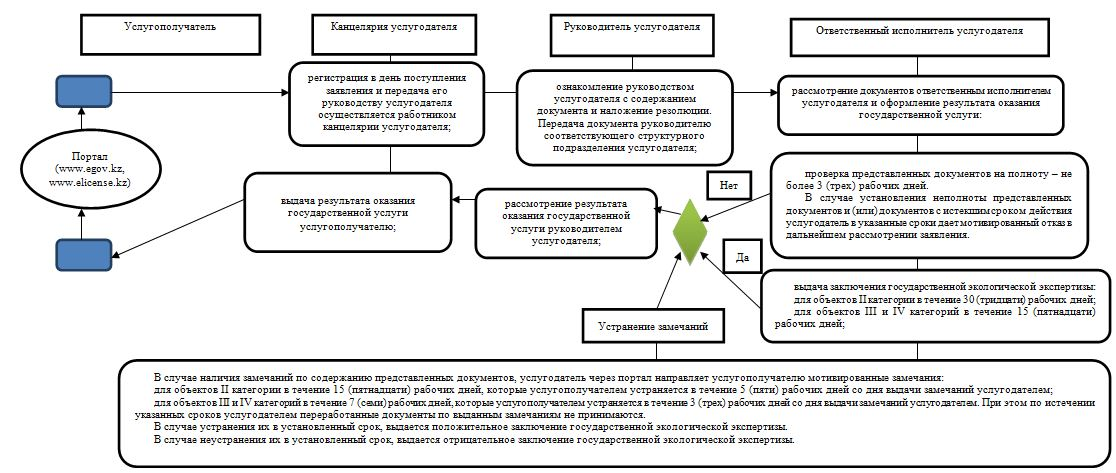 Услугополучатель
Канцелярия услугодателя
Руководитель услугодателя
Ответственный исполнитель услугодателя
регистрация в день поступления
заявления и передача его
руководству услугодателя
осуществляется работником
канцелярии услугодателя;
ознакомление руководством
услугодателя с содержанием
документа и наложение резолюции.
Передача документа руководителю
соответствующего структурного
подразделения услугодателя;
рассмотрение документов ответственным исполнителем
услугодателя и оформление результата оказания
государственной услуги:
Портал
(www.egov.kz,
www.elicense.kz)
выдача результата оказания
государственной услуги
услугополучателю;
рассмотрение результата
оказания государственной
услуги руководителем
услугодателя;
Нет
Да
проверка представленных документов на полноту – не
более 3 (трех) рабочих дней.
В случае установления неполноты представленных
документов и (или) документов с истекшим сроком действия
услугодатель в указанные сроки дает мотивированный отказ в
дальнейшем рассмотрении заявления.
выдача заключения государственной экологической экспертизы:
для объектов II категории в течение 30 (тридцати) рабочих дней;
для объектов III и IV категорий в течение 15 (пятнадцати)
рабочих дней;
Устранение замечаний
В случае наличия замечаний по содержанию представленных документов, услугодатель через портал направляет услугополучателю мотивированные замечания:
для объектов II категории в течение 15 (пятнадцати) рабочих дней, которые услугополучателем устраняется в течение 5 (пяти) рабочих дней со дня выдачи замечаний услугодателем;
для объектов III и IV категорий в течение 7 (семи) рабочих дней, которые услугополучателем устраняется в течение 3 (трех) рабочих дней со дня выдачи замечаний услугодателем. При этом по истечении
указанных сроков услугодателем переработанные документы по выданным замечаниям не принимаются.
В случае устранения их в установленный срок, выдается положительное заключение государственной экологической экспертизы.
В случае неустранения их в установленный срок, выдается отрицательное заключение государственной экологической экспертизы.